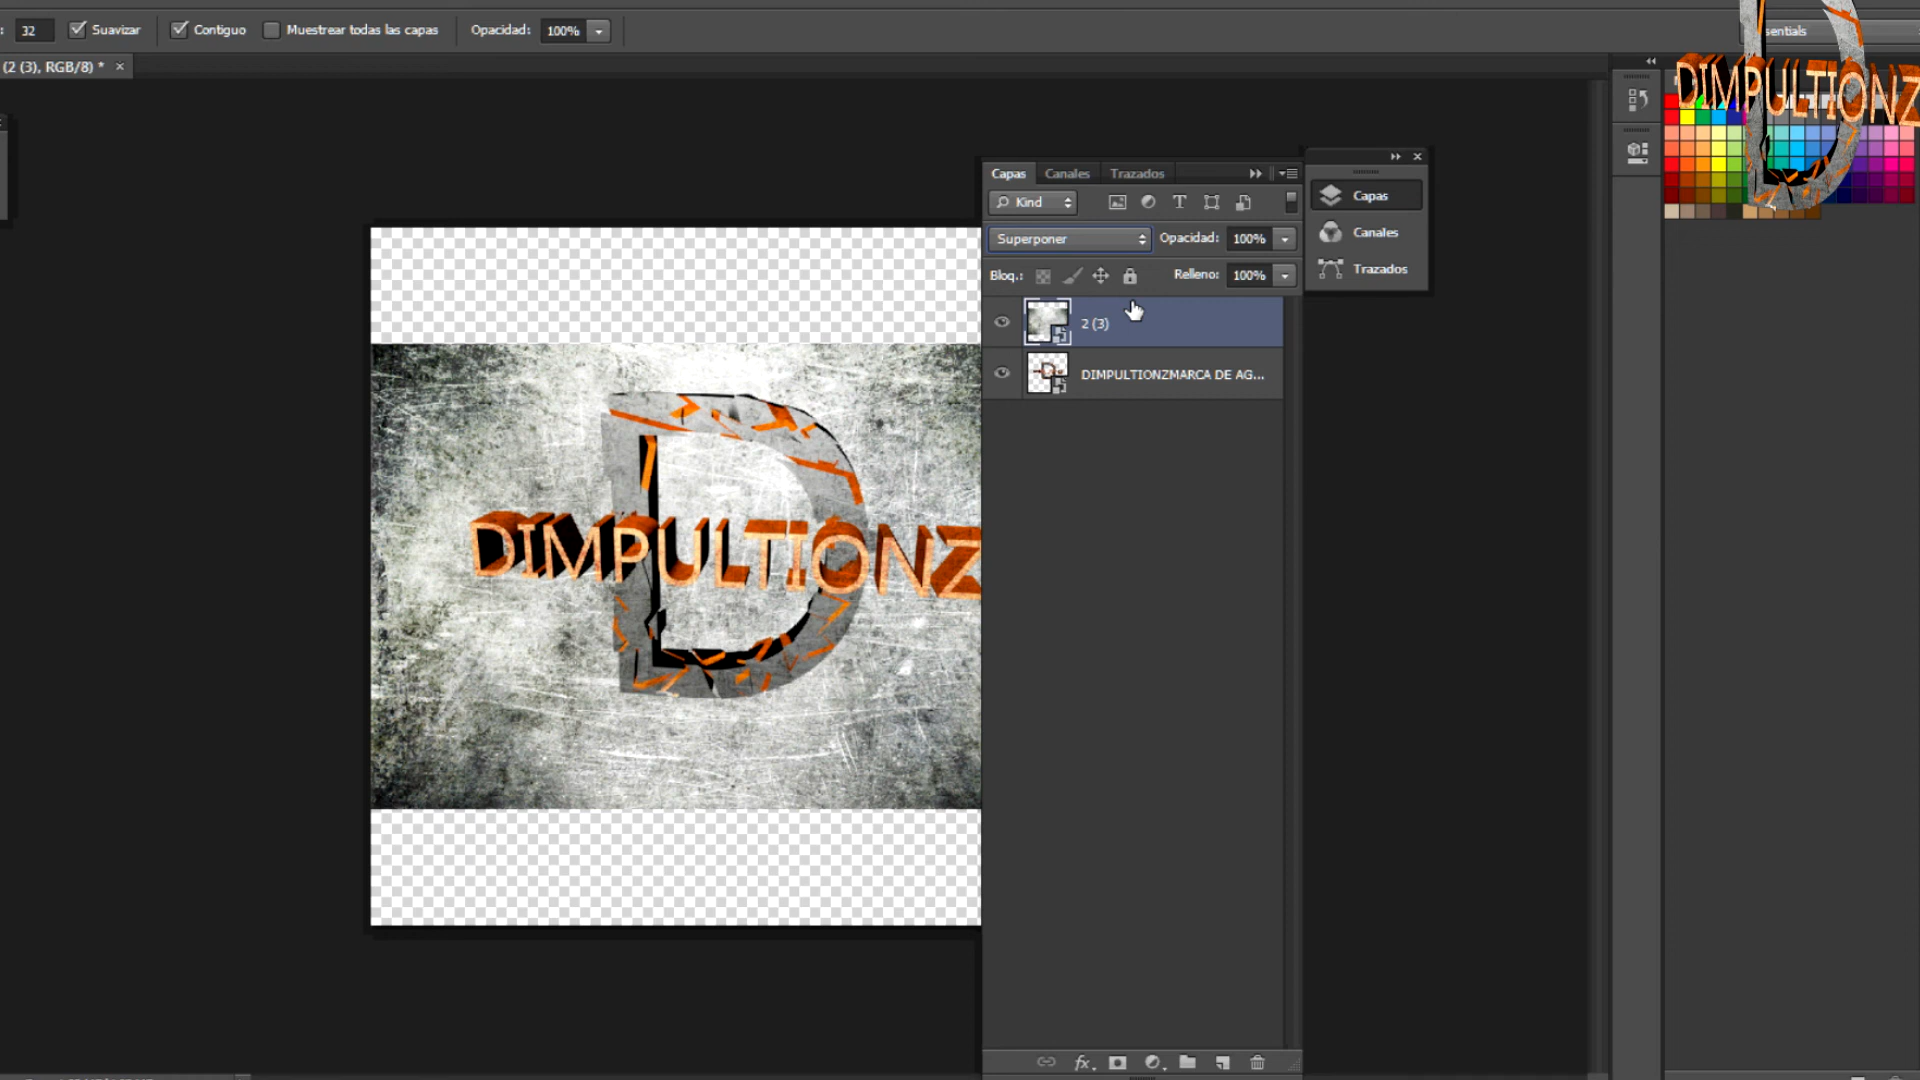 : 32 Suavizar Contiguo Muestrear todas las capas Opacidad: 100%
sentials
(2 (3), RGB/8) * ×
DIMPULTIONZ
Capas Canales Trazados
Kind
Superponer Opacidad: 100%
Bloq.: Relleno: 100%
2 (3)
DIMPULTIONZMARCA DE AG...
Capas
Canales
Trazados
D
DIMPULTIONZ
fx